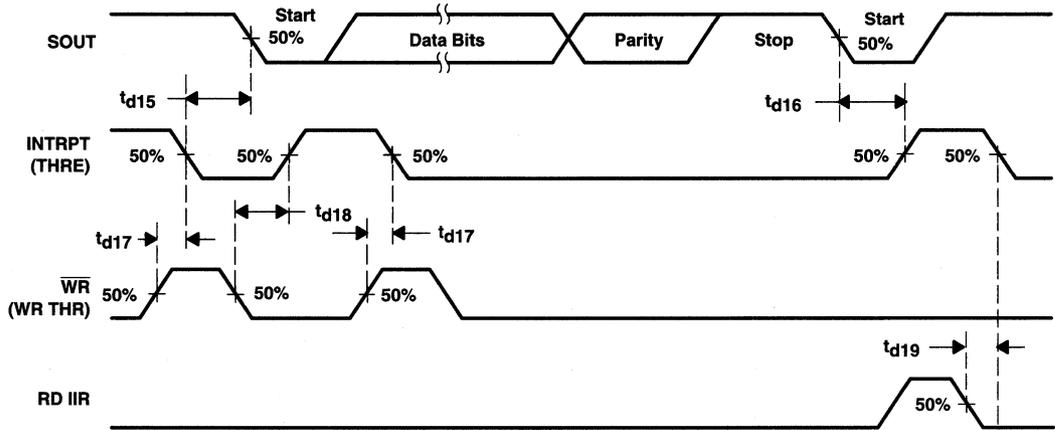 Start Start
SOUT 50% Data Bits Parity Stop 50%
td15 td16
INTRPT
(THRE) 50% 50% 50% 50% 50%
td18
td17 td17
WR
(WR THR) 50% 50% 50%
td19
RD IIR 50%